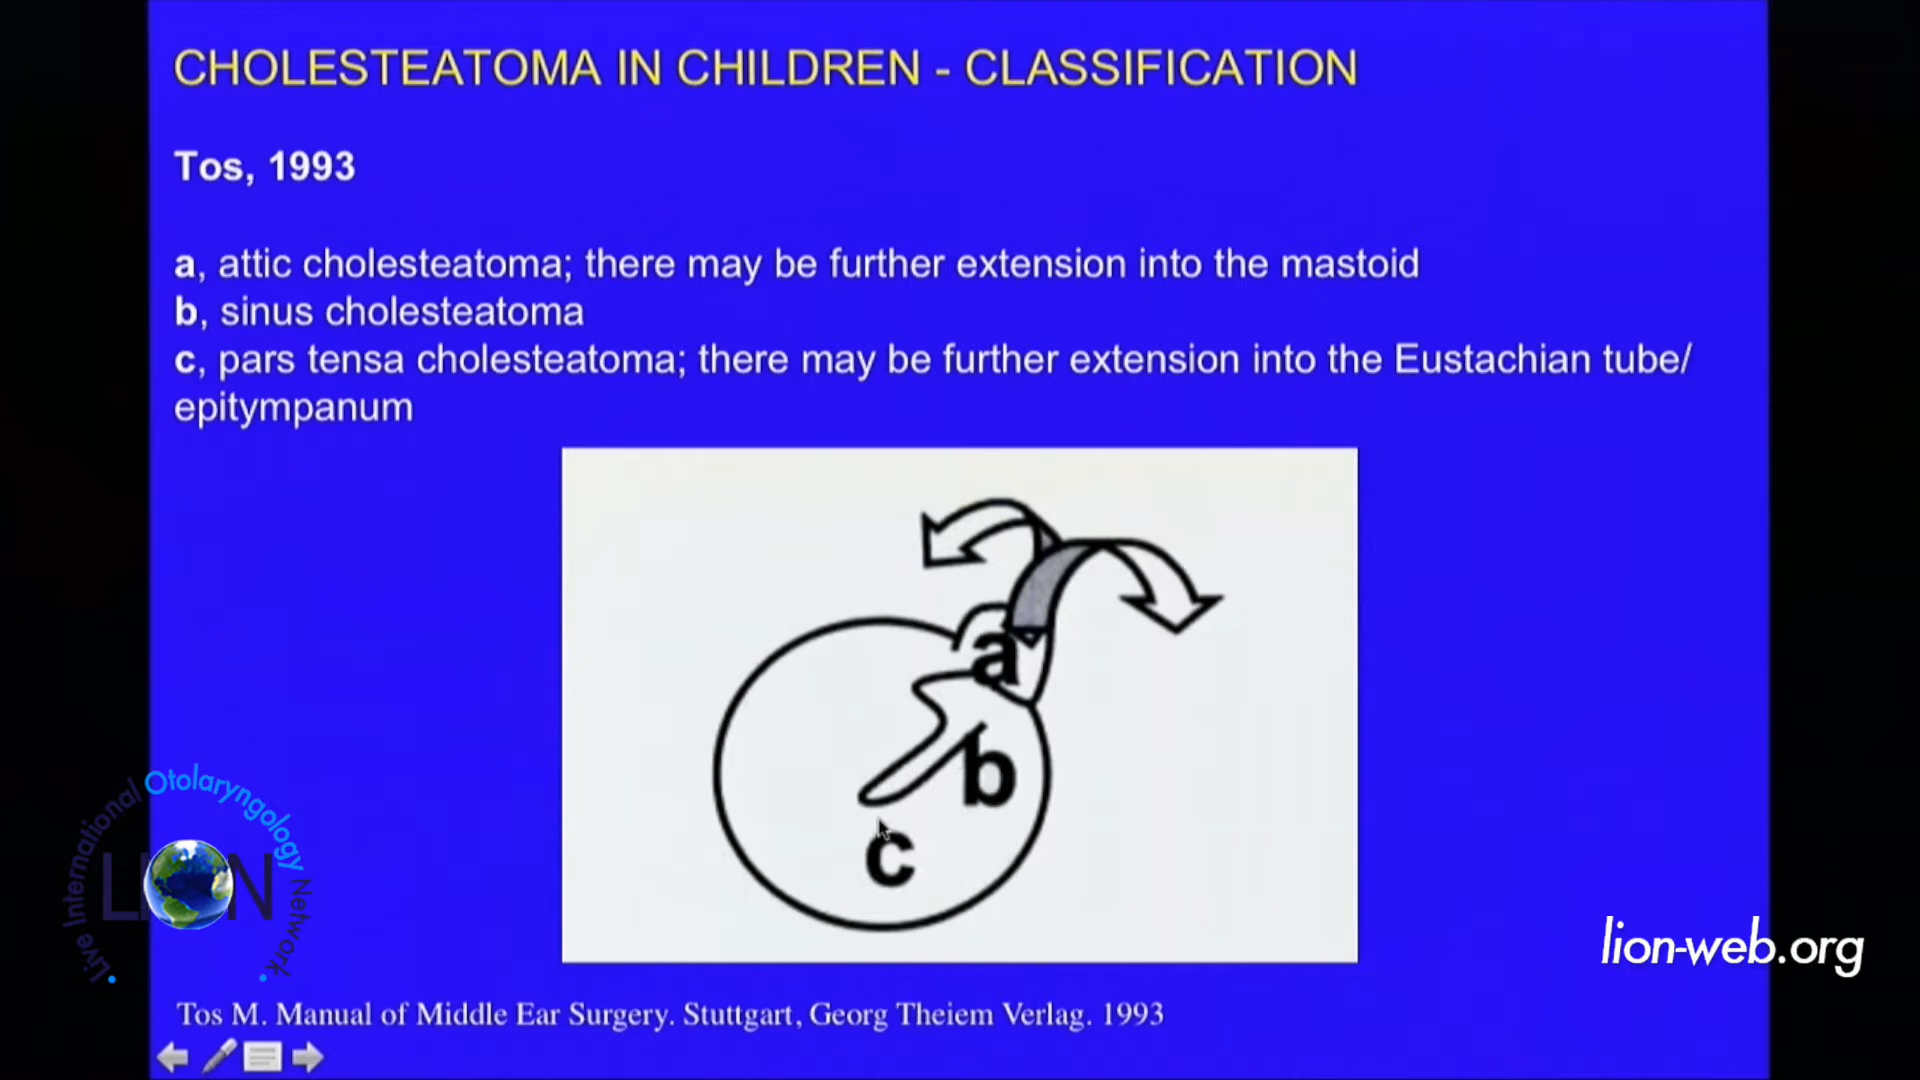 CHOLESTEATOMA IN CHILDREN - CLASSIFICATION
Tos, 1993
a, attic cholesteatoma; there may be further extension into the mastoid
b, sinus cholesteatoma
c, pars tensa cholesteatoma; there may be further extension into the Eustachian tube/
epitympanum
a
b
c
Live International Otolaryngology Network
LION
lion-web.org
Tos M. Manual of Middle Ear Surgery. Stuttgart, Georg Theiem Verlag. 1993